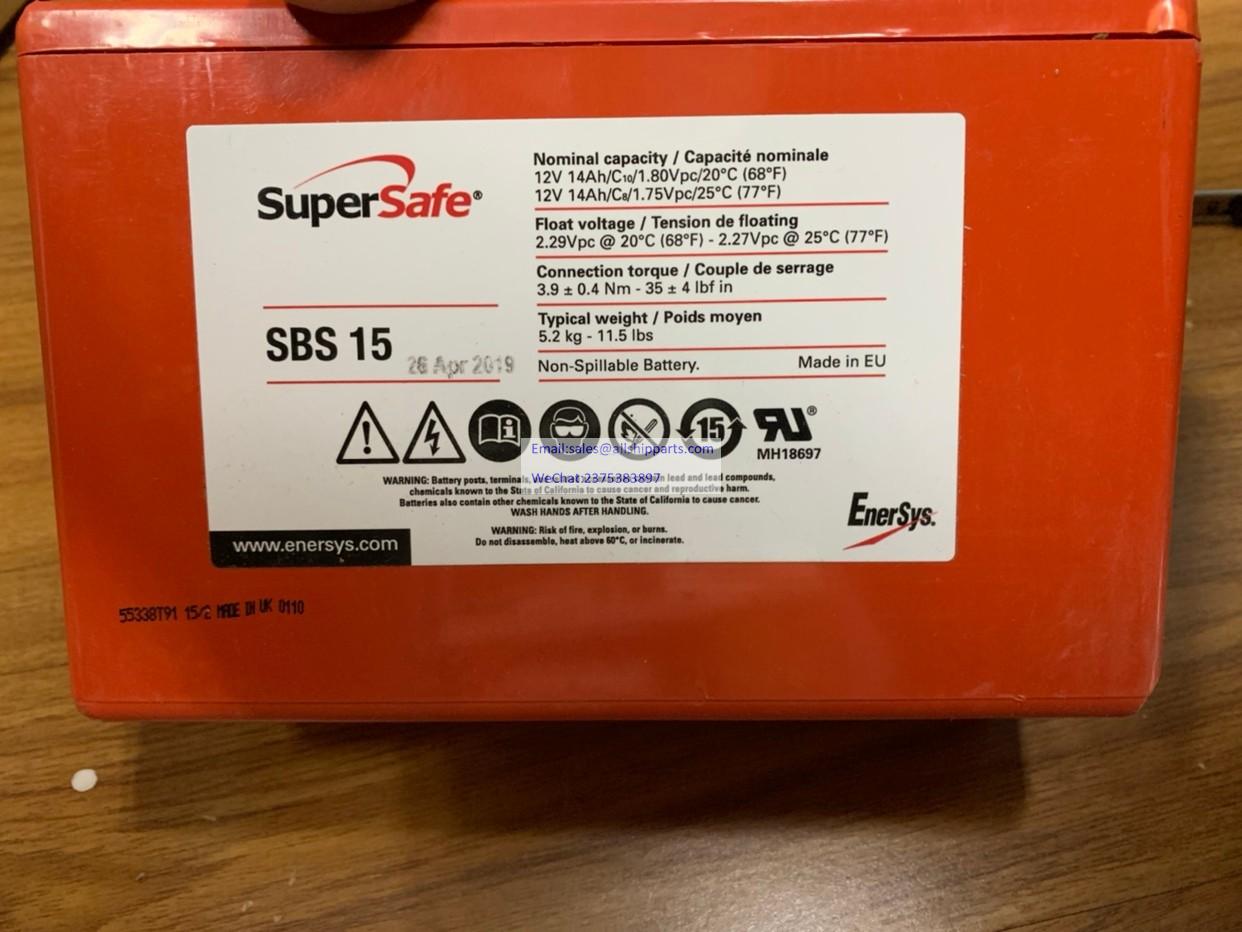 SuperSafe®
SBS 15
26 Apr 2019
Nominal capacity / Capacité nominale
12V 14Ah/C₁₀/1.80Vpc/20°C (68°F)
12V 14Ah/C₈/1.75Vpc/25°C (77°F)
Float voltage / Tension de floating
2.29Vpc @ 20°C (68°F) - 2.27Vpc @ 25°C (77°F)
Connection torque / Couple de serrage
3.9 ± 0.4 Nm - 35 ± 4 lbf in
Typical weight / Poids moyen
5.2 kg - 11.5 lbs
Non-Spillable Battery. Made in EU
15
®
MH18697
Email:sales@allshipparts.com
WeChat:2375383897
WARNING: Battery posts, terminals, lead and lead compounds,
chemicals known to the State of California to cause cancer and reproductive harm.
Batteries also contain other chemicals known to the State of California to cause cancer.
WASH HANDS AFTER HANDLING.
WARNING: Risk of fire, explosion, or burns.
Do not disassemble, heat above 60°C, or incinerate.
EnerSys.
www.enersys.com
55338T91 15/2 MADE IN UK 0110